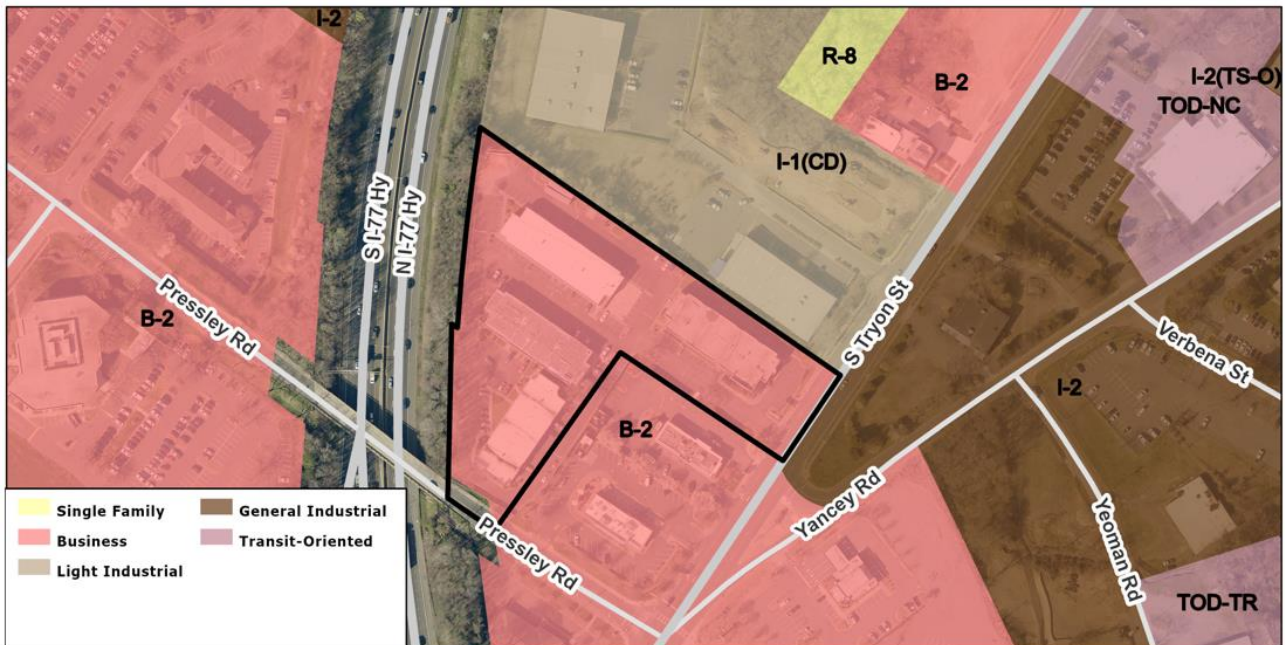 I-2
R-8
B-2
I-2(TS-O)
TOD-NC
I-1(CD)
S I-77 Hy
N I-77 Hy
Pressley Rd
B-2
S Tryon St
Verbena St
I-2
B-2
Yancey Rd
Yeoman Rd
Pressley Rd
TOD-TR
Single Family
General Industrial
Business
Transit-Oriented
Light Industrial